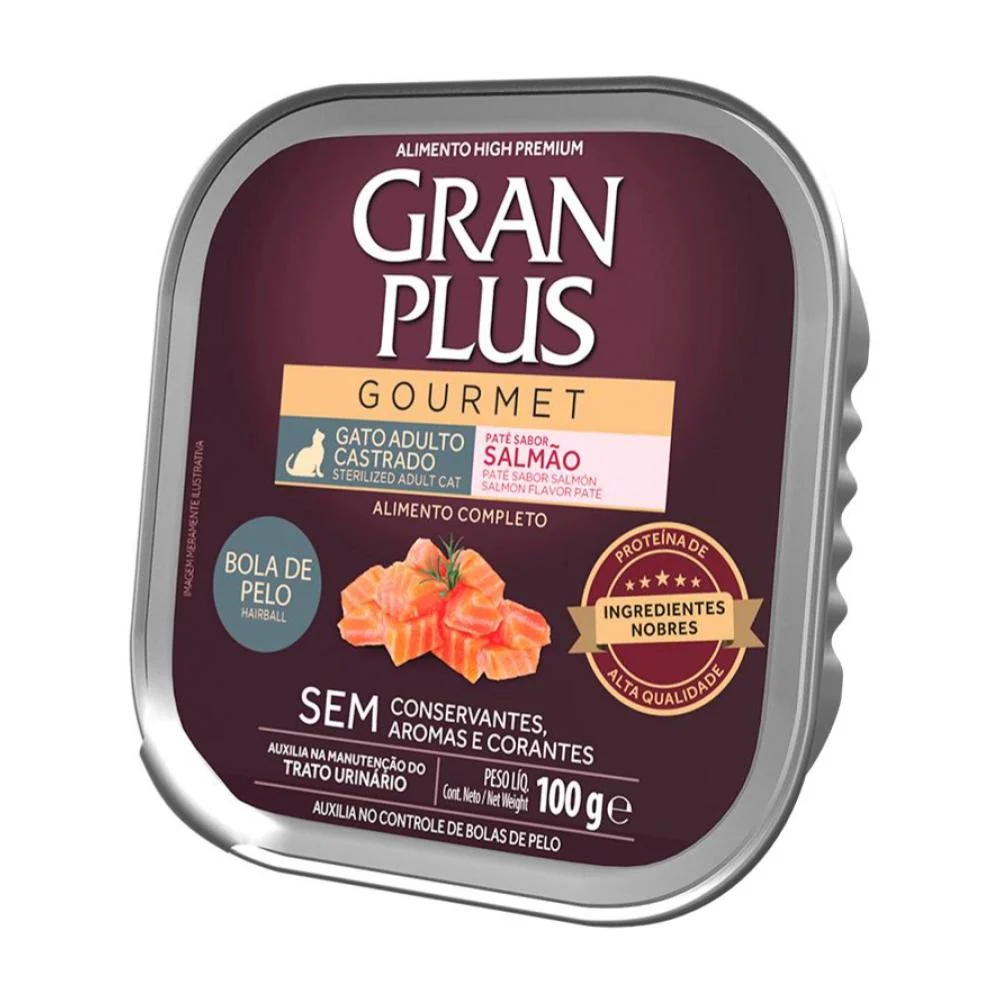 ALIMENTO HIGH PREMIUM
GRAN
PLUS
GOURMET
GATO ADULTO
CASTRADO
STERILIZED ADULT CAT
PATÊ SABOR
SALMÃO
PATÉ SABOR SALMÓN
SALMON FLAVOR PATÉ
ALIMENTO COMPLETO
IMAGEM MERAMENTE ILUSTRATIVA
BOLA DE
PELO
HAIRBALL
PROTEÍNA DE
INGREDIENTES
NOBRES
ALTA QUALIDADE
SEM CONSERVANTES,
AROMAS E CORANTES
AUXILIA NA MANUTENÇÃO DO
TRATO URINÁRIO
PESO LÍQ.
Cont. Neto / Net Weight
100 g e
AUXILIA NO CONTROLE DE BOLAS DE PELO